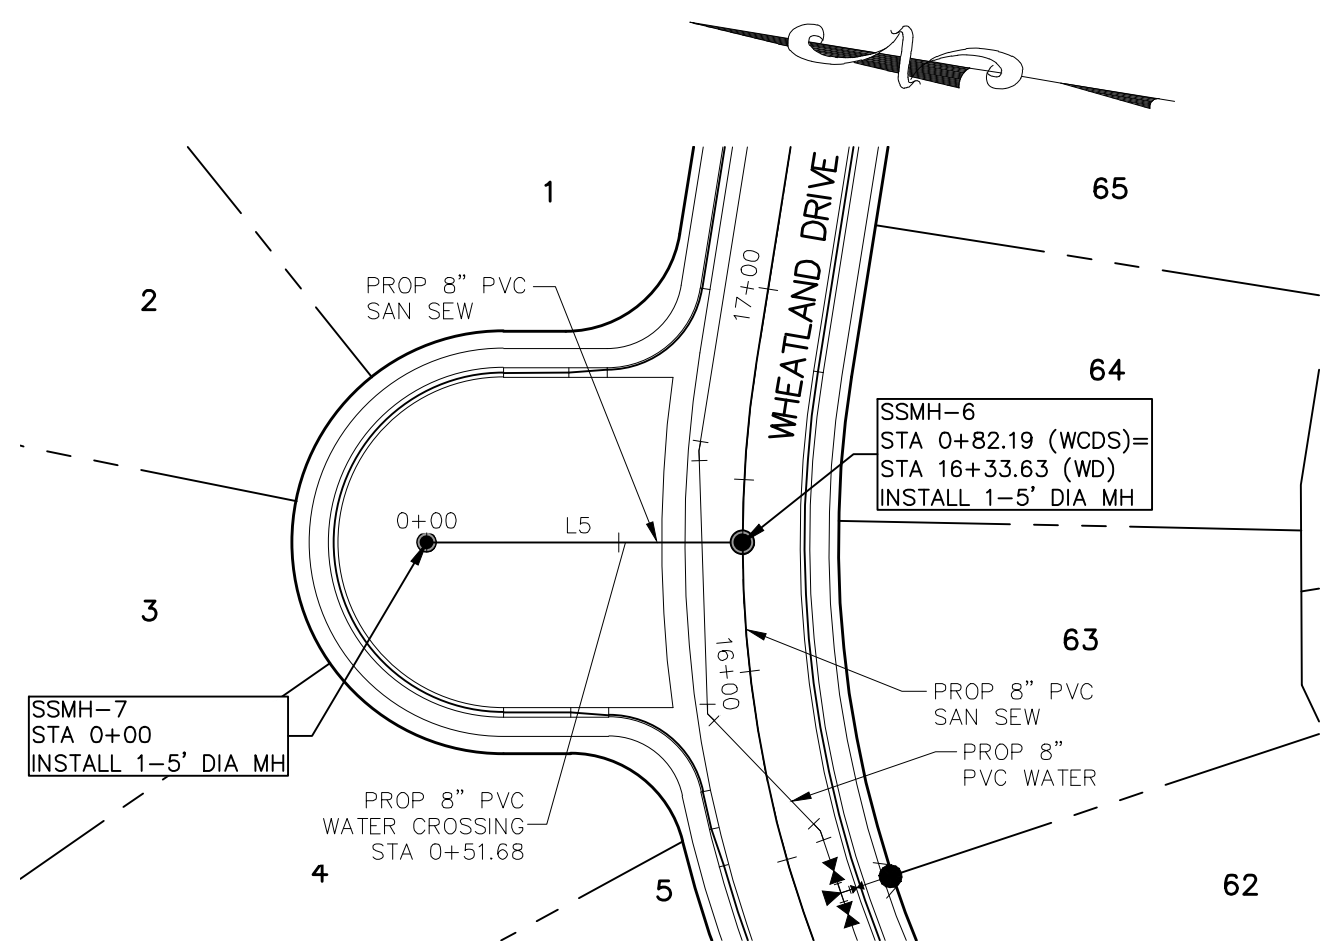 1
65
2
PROP 8" PVC
SAN SEW
17+00
WHEATLAND DRIVE
64
SSMH-6
STA 0+82.19 (WCDS)=
STA 16+33.63 (WD)
INSTALL 1-5' DIA MH
0+00
L5
3
63
16+00
SSMH-7
STA 0+00
INSTALL 1-5' DIA MH
PROP 8" PVC
SAN SEW
PROP 8"
PVC WATER
PROP 8" PVC
WATER CROSSING
STA 0+51.68
4
5
62